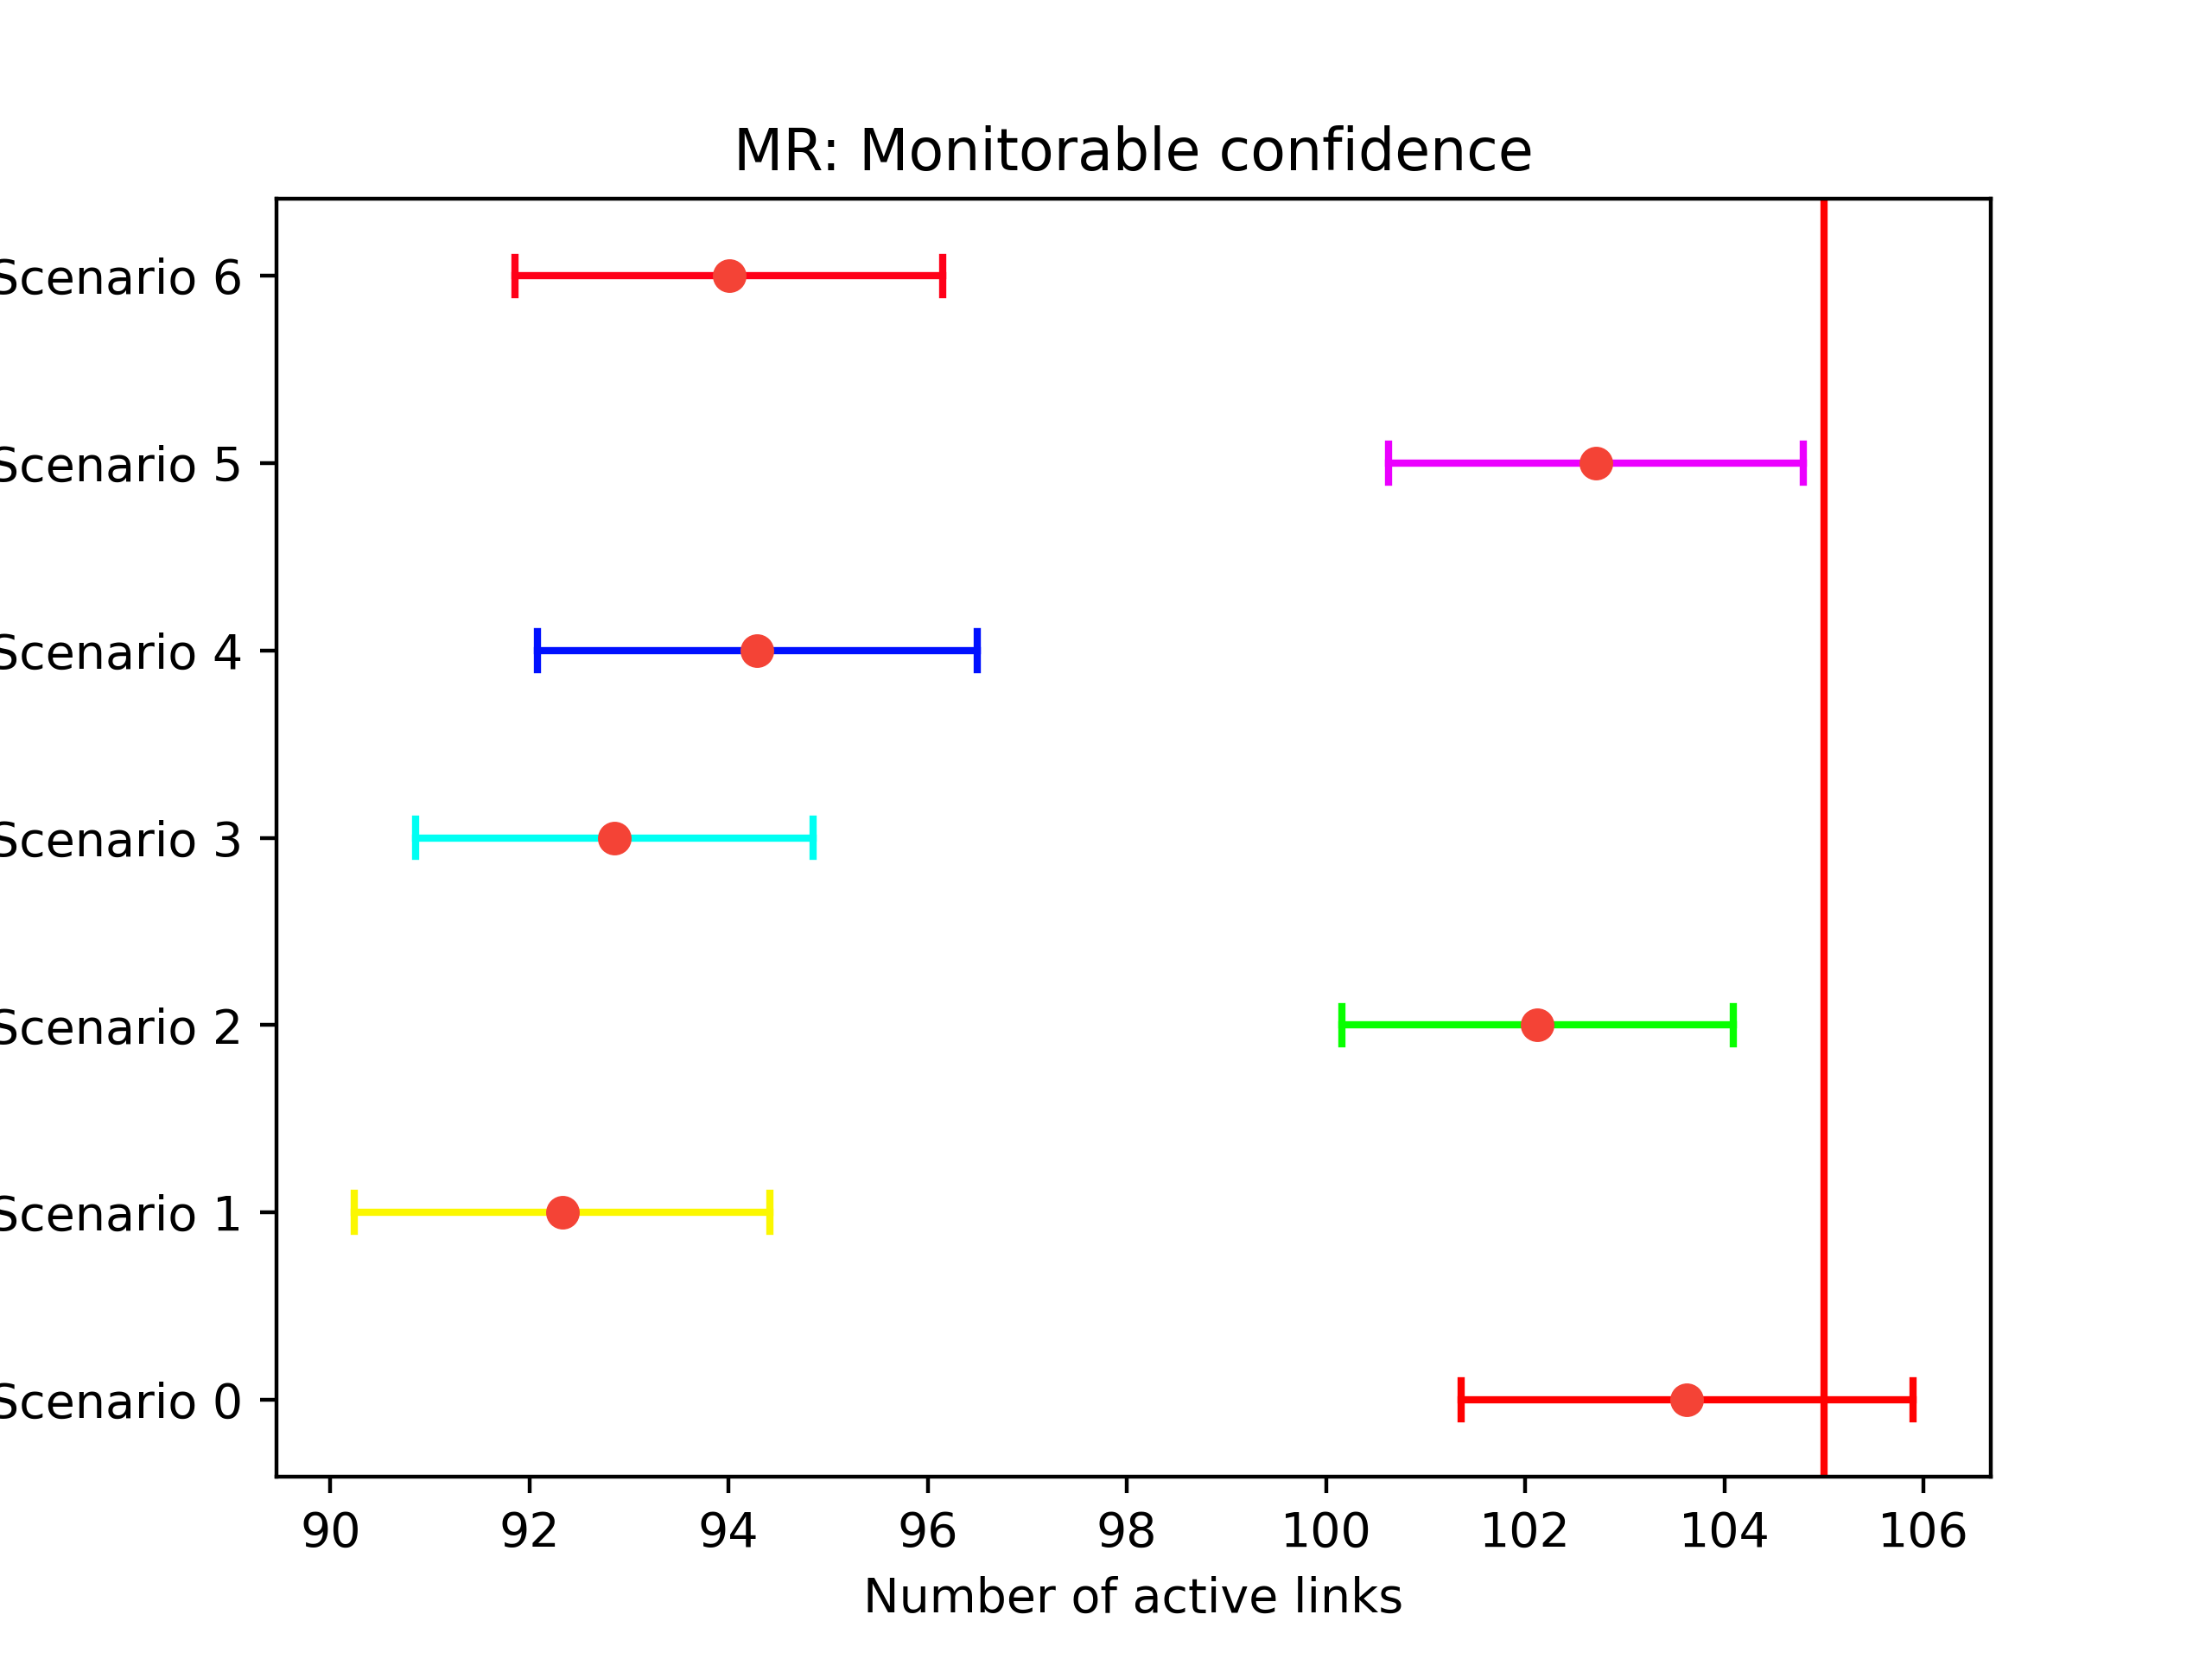 MR: Monitorable confidence
Scenario 6
Scenario 5
Scenario 4
Scenario 3
Scenario 2
Scenario 1
Scenario 0
90 92 94 96 98 100 102 104 106
Number of active links